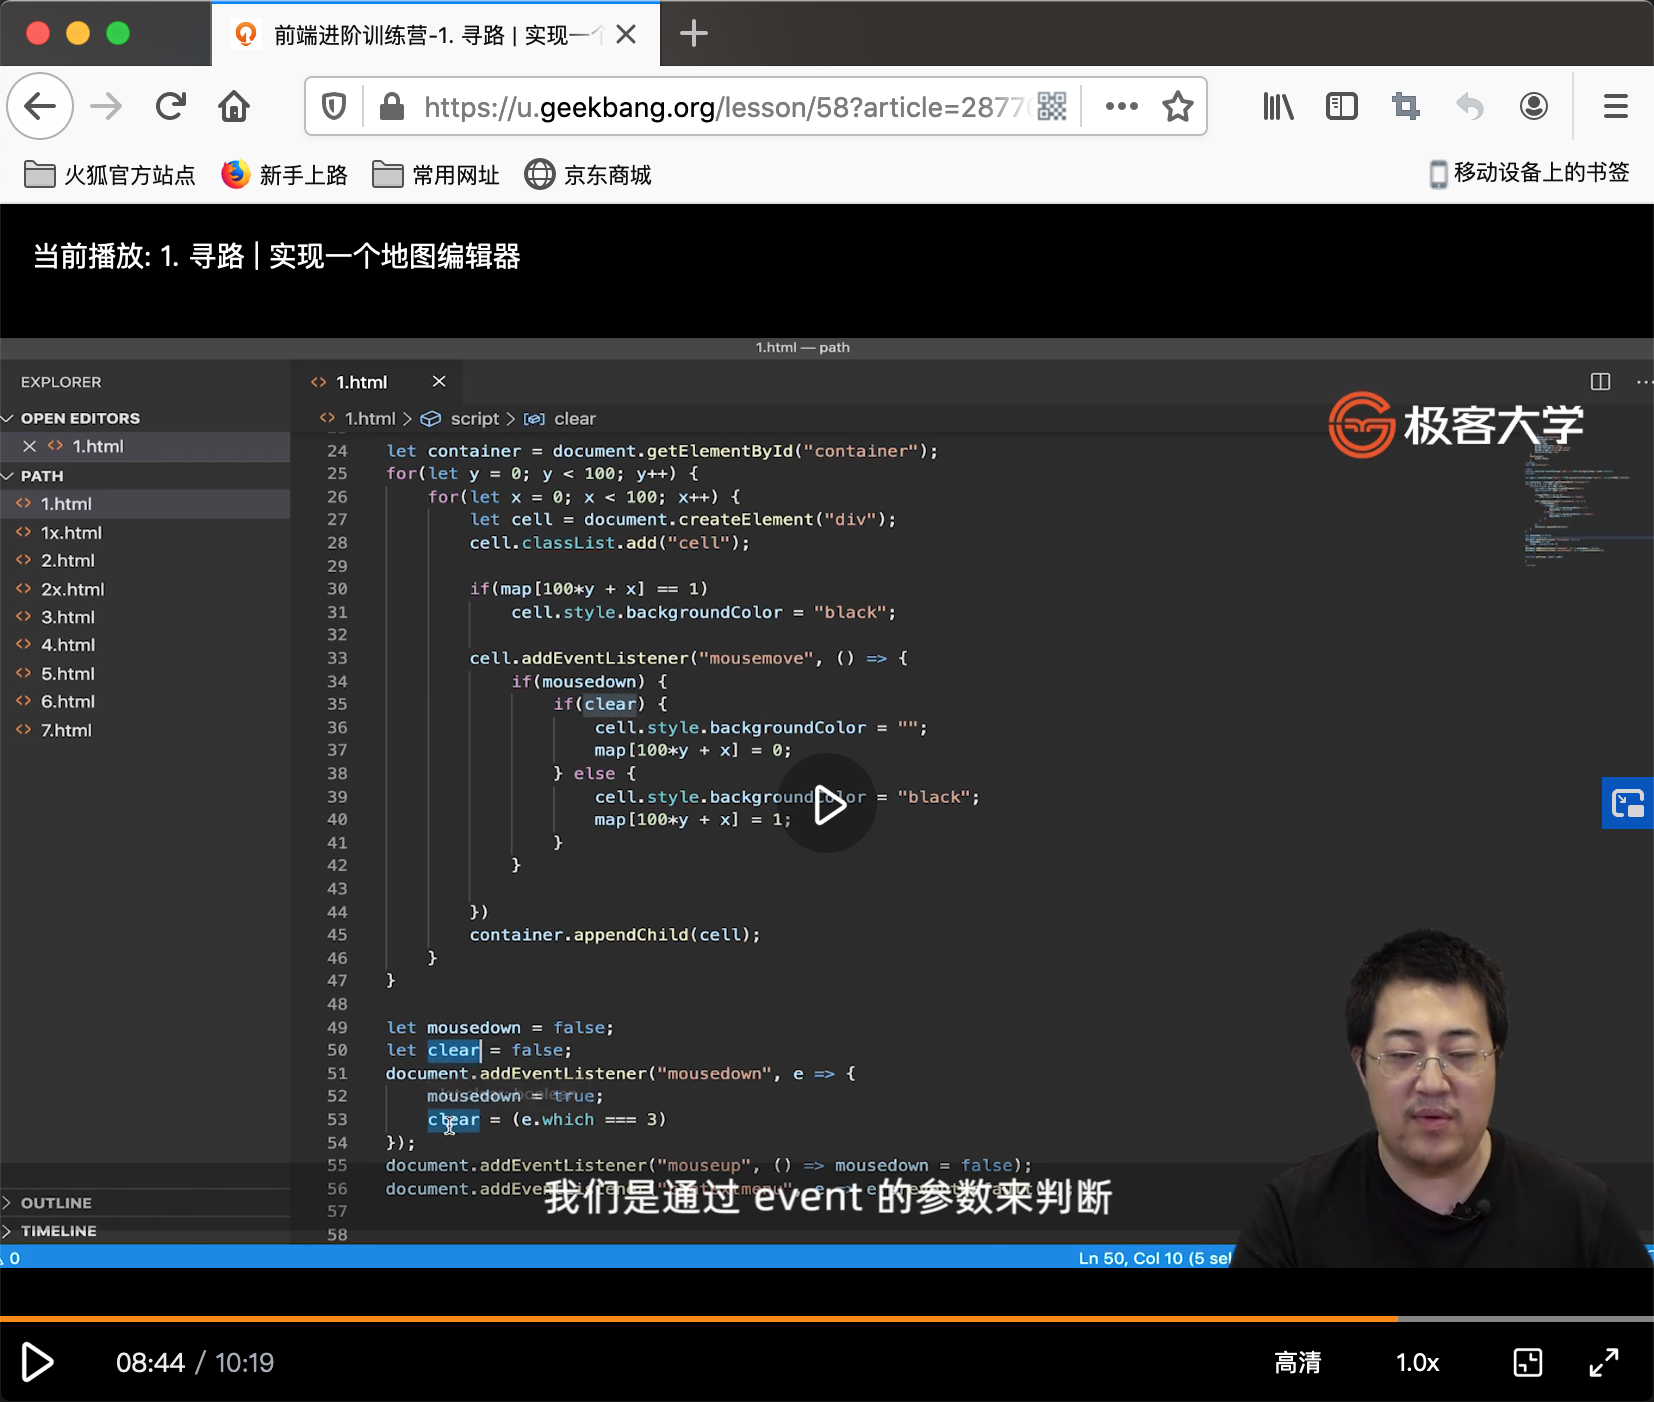 前端进阶训练营-1. 寻路 | 实现一个
https://u.geekbang.org/lesson/58?article=2877
火狐官方站点 新手上路 常用网址 京东商城 移动设备上的书签
当前播放: 1. 寻路 | 实现一个地图编辑器
1.html — path
EXPLORER
OPEN EDITORS
1.html
PATH
1.html
1x.html
2.html
2x.html
3.html
4.html
5.html
6.html
7.html
OUTLINE
TIMELINE
1.html
1.html > script > clear
极客大学
24 let container = document.getElementById("container");
25 for(let y = 0; y < 100; y++) {
26 for(let x = 0; x < 100; x++) {
27 let cell = document.createElement("div");
28 cell.classList.add("cell");
29
30 if(map[100*y + x] == 1)
31 cell.style.backgroundColor = "black";
32
33 cell.addEventListener("mousemove", () => {
34 if(mousedown) {
35 if(clear) {
36 cell.style.backgroundColor = "";
37 map[100*y + x] = 0;
38 } else {
39 cell.style.backgroundColor = "black";
40 map[100*y + x] = 1;
41 }
42 }
43
44 })
45 container.appendChild(cell);
46 }
47 }
48
49 let mousedown = false;
50 let clear = false;
51 document.addEventListener("mousedown", e => {
52 mousedown = true;
53 clear = (e.which === 3)
54 });
55 document.addEventListener("mouseup", () => mousedown = false);
56 document.addEve
57
58
我们是通过 event 的参数来判断
0
Ln 50, Col 10 (5 sel
08:44 / 10:19
高清 1.0x